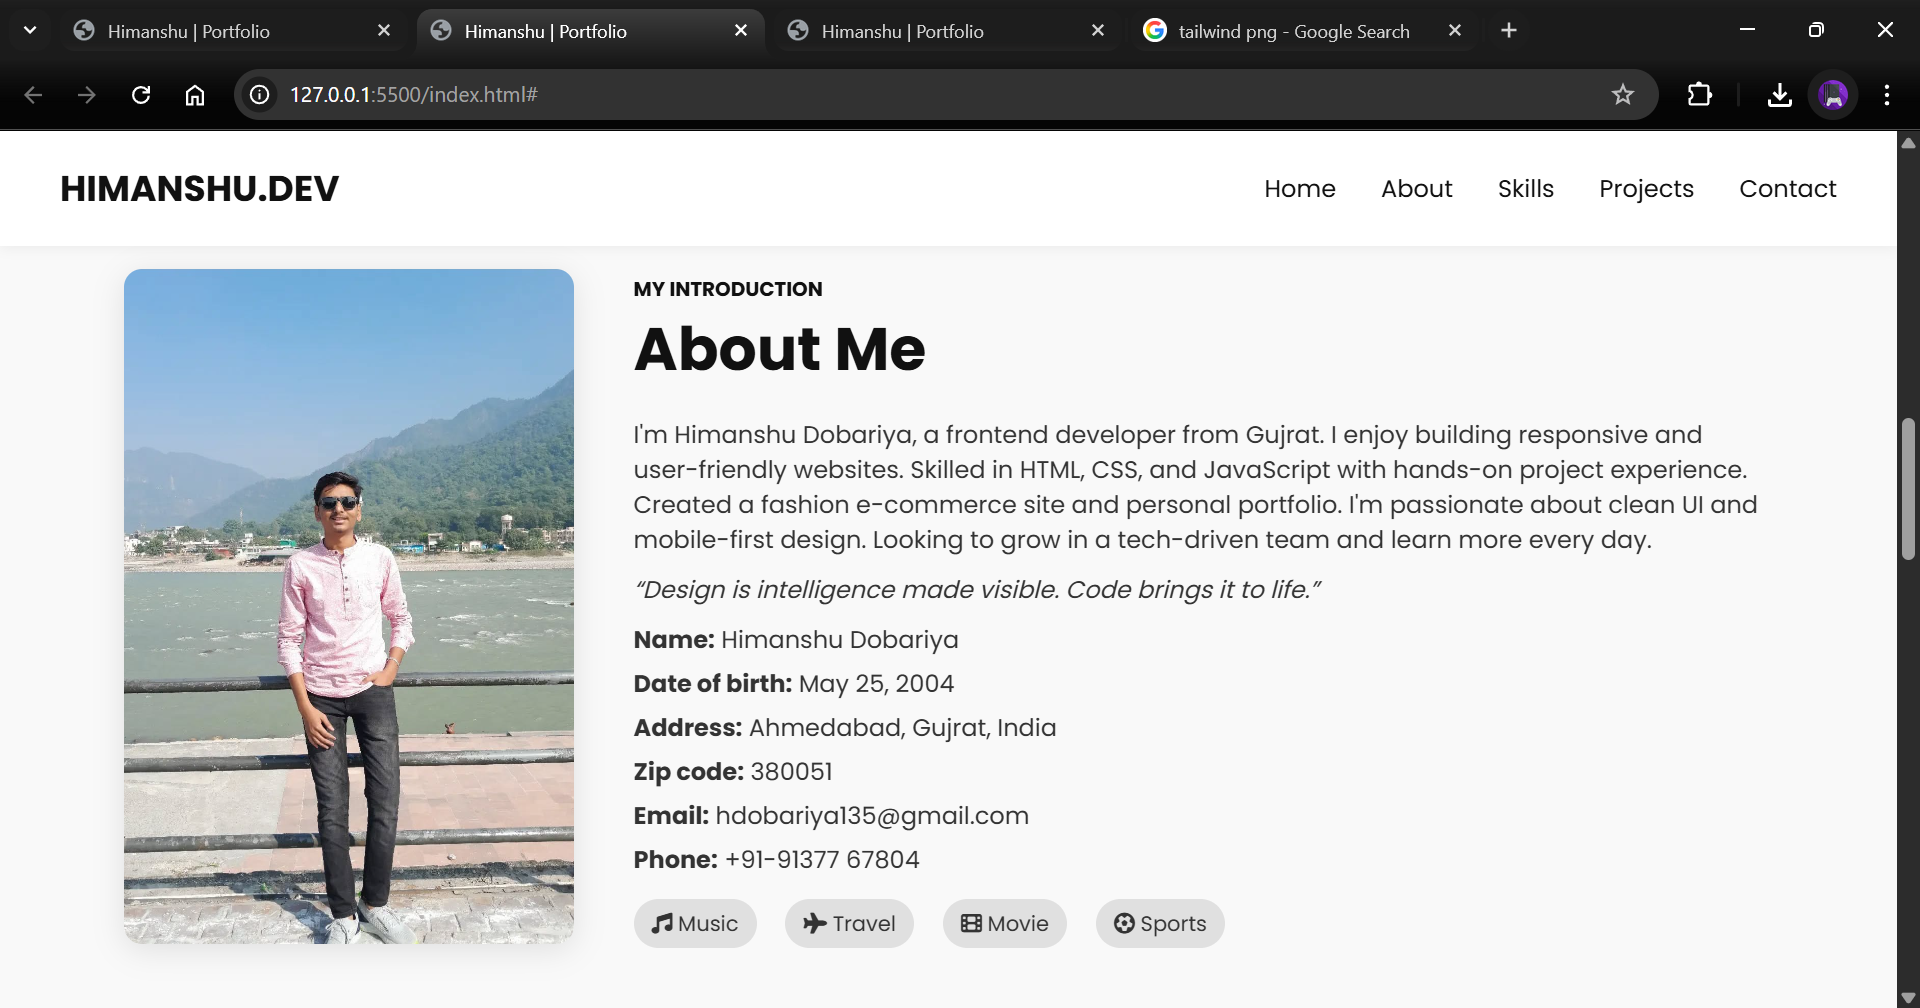 Himanshu | Portfolio
Himanshu | Portfolio
Himanshu | Portfolio
tailwind png - Google Search
127.0.0.1:5500/index.html#
HIMANSHU.DEV
Home
About
Skills
Projects
Contact
MY INTRODUCTION
About Me
I'm Himanshu Dobariya, a frontend developer from Gujrat. I enjoy building responsive and
user-friendly websites. Skilled in HTML, CSS, and JavaScript with hands-on project experience.
Created a fashion e-commerce site and personal portfolio. I'm passionate about clean UI and
mobile-first design. Looking to grow in a tech-driven team and learn more every day.
“Design is intelligence made visible. Code brings it to life.”
Name: Himanshu Dobariya
Date of birth: May 25, 2004
Address: Ahmedabad, Gujrat, India
Zip code: 380051
Email: hdobariya135@gmail.com
Phone: +91-91377 67804
Music
Travel
Movie
Sports